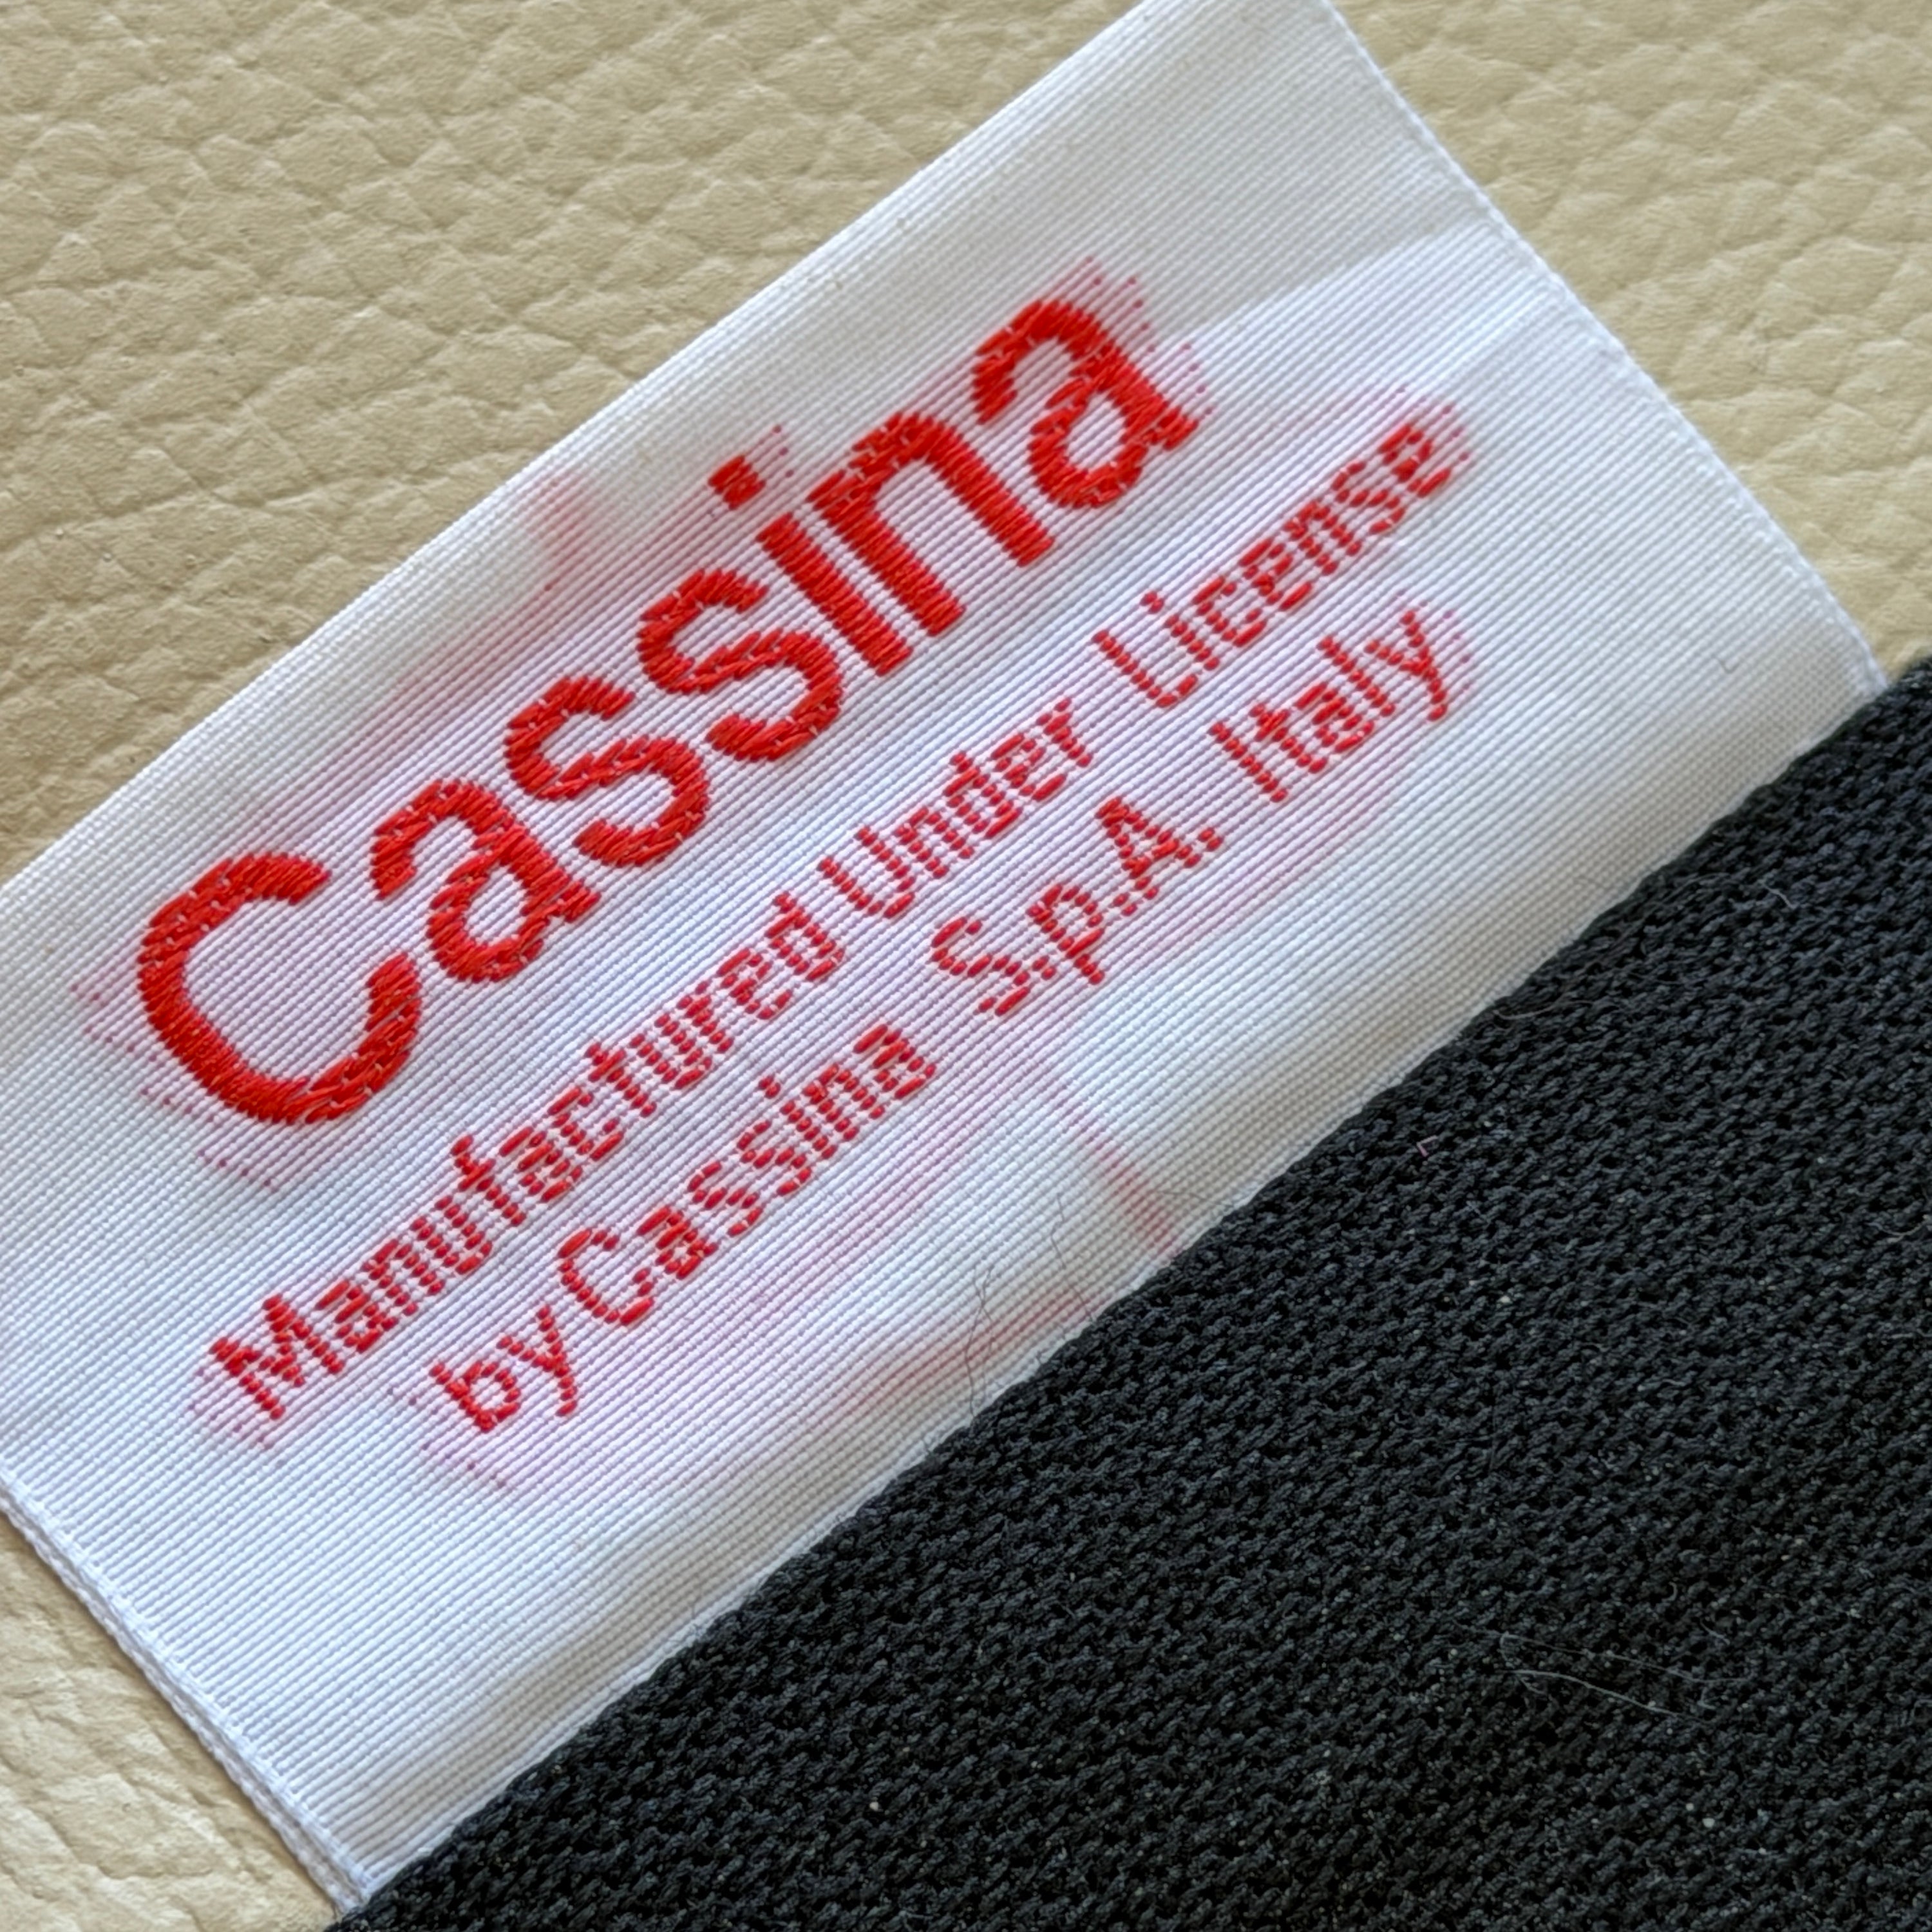 Cassina
Manufactured Under License
by Cassina S.p.A. Italy